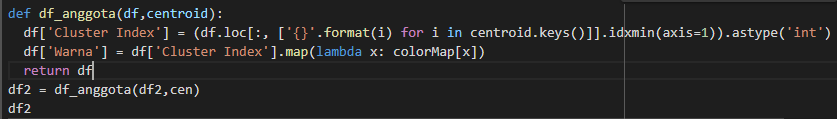 def df_anggota(df,centroid):
  df['Cluster Index'] = (df.loc[:, ['{}'.format(i) for i in centroid.keys()]].idxmin(axis=1)).astype('int')
  df['Warna'] = df['Cluster Index'].map(lambda x: colorMap[x])
  return df
df2 = df_anggota(df2,cen)
df2